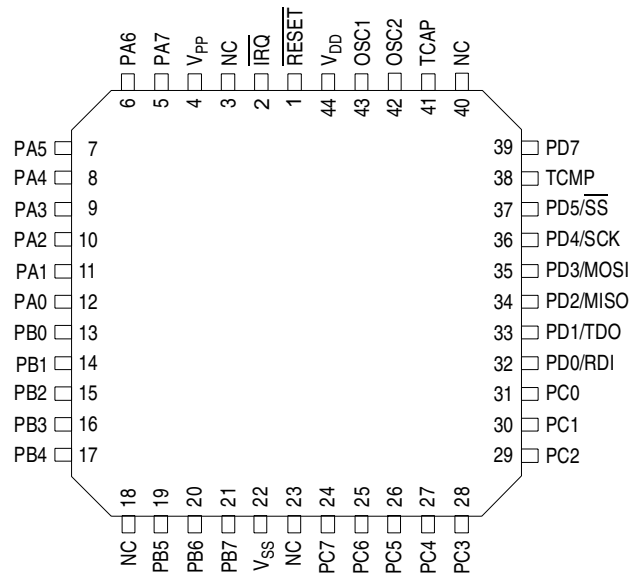 PA6 PA7 VPP NC IRQ RESET VDD OSC1 OSC2 TCAP NC
6 5 4 3 2 1 44 43 42 41 40
PA5 7 39 PD7
PA4 8 38 TCMP
PA3 9 37 PD5/SS
PA2 10 36 PD4/SCK
PA1 11 35 PD3/MOSI
PA0 12 34 PD2/MISO
PB0 13 33 PD1/TDO
PB1 14 32 PD0/RDI
PB2 15 31 PC0
PB3 16 30 PC1
PB4 17 29 PC2
18 19 20 21 22 23 24 25 26 27 28
NC PB5 PB6 PB7 VSS NC PC7 PC6 PC5 PC4 PC3